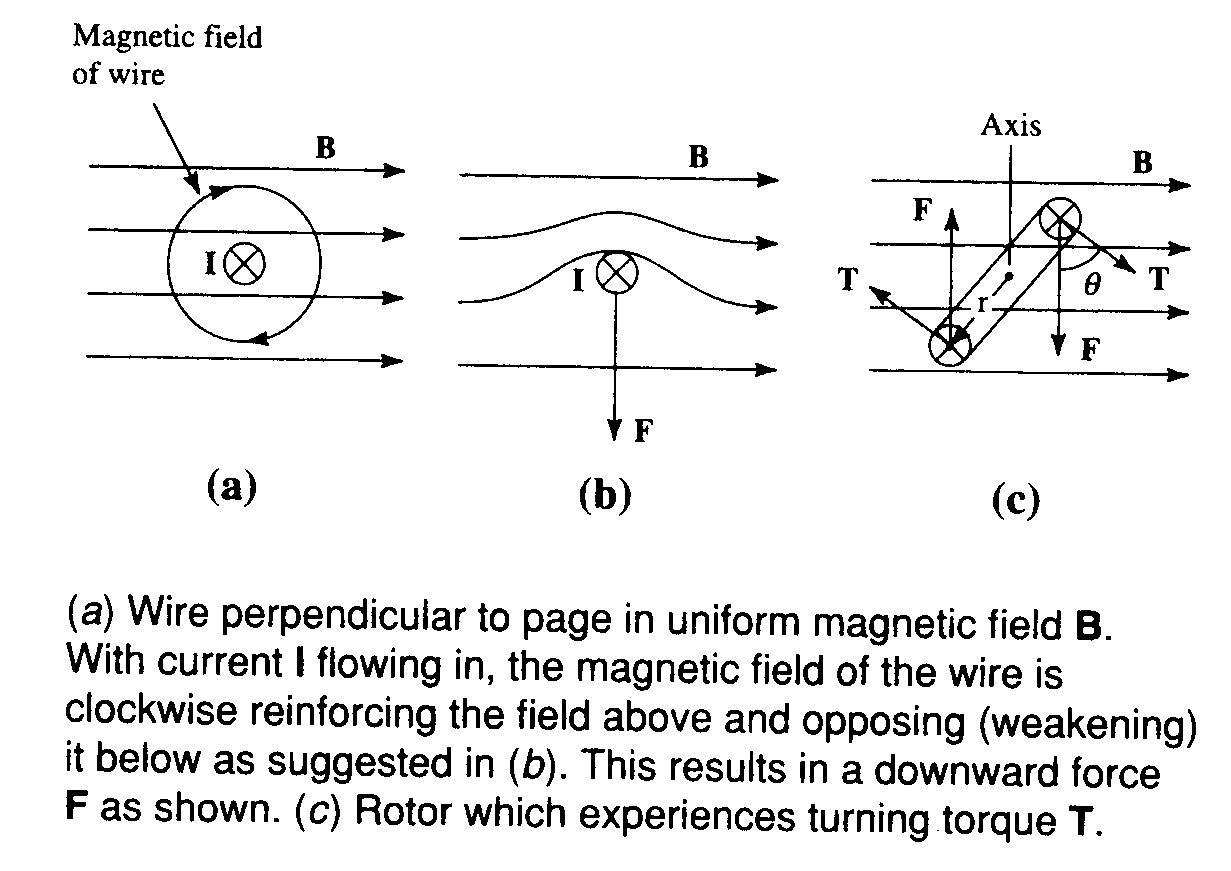 Magnetic field
of wire
B
I
(a)
B
I
F
(b)
Axis
B
F
T
r
θ
T
F
(c)
(a) Wire perpendicular to page in uniform magnetic field B.
With current I flowing in, the magnetic field of the wire is
clockwise reinforcing the field above and opposing (weakening)
it below as suggested in (b). This results in a downward force
F as shown. (c) Rotor which experiences turning torque T.